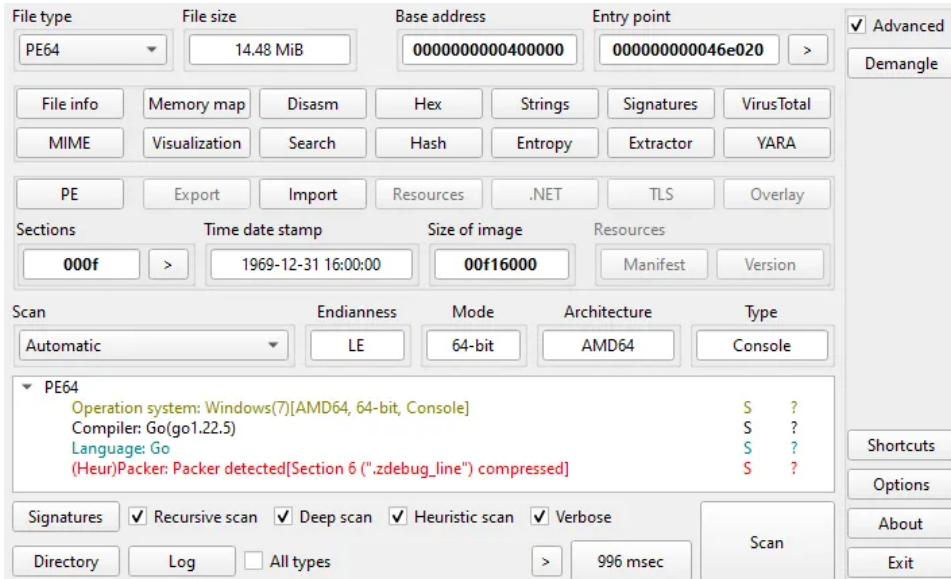 File type File size Base address Entry point
Advanced
PE64 14.48 MiB 0000000000400000 000000000046e020 >
Demangle
File info Memory map Disasm Hex Strings Signatures VirusTotal
MIME Visualization Search Hash Entropy Extractor YARA
PE Export Import Resources .NET TLS Overlay
Sections Time date stamp Size of image Resources
000f > 1969-12-31 16:00:00 00f16000 Manifest Version
Scan Endianness Mode Architecture Type
Automatic LE 64-bit AMD64 Console
PE64
Operation system: Windows(7)[AMD64, 64-bit, Console] S ?
Compiler: Go(go1.22.5) S ?
Language: Go S ?
(Heur)Packer: Packer detected[Section 6 (".zdebug_line") compressed] S ?
Shortcuts
Options
Signatures Recursive scan Deep scan Heuristic scan Verbose
About
Scan
Directory Log All types > 996 msec
Exit